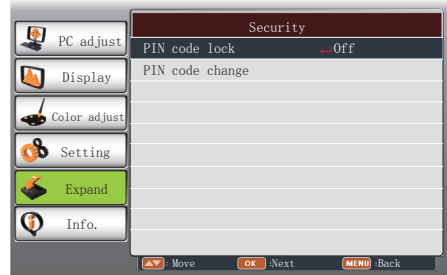 PC adjust
Display
Color adjust
Setting
Expand
Info.
Security
PIN code lock Off
PIN code change
: Move OK :Next MENU :Back